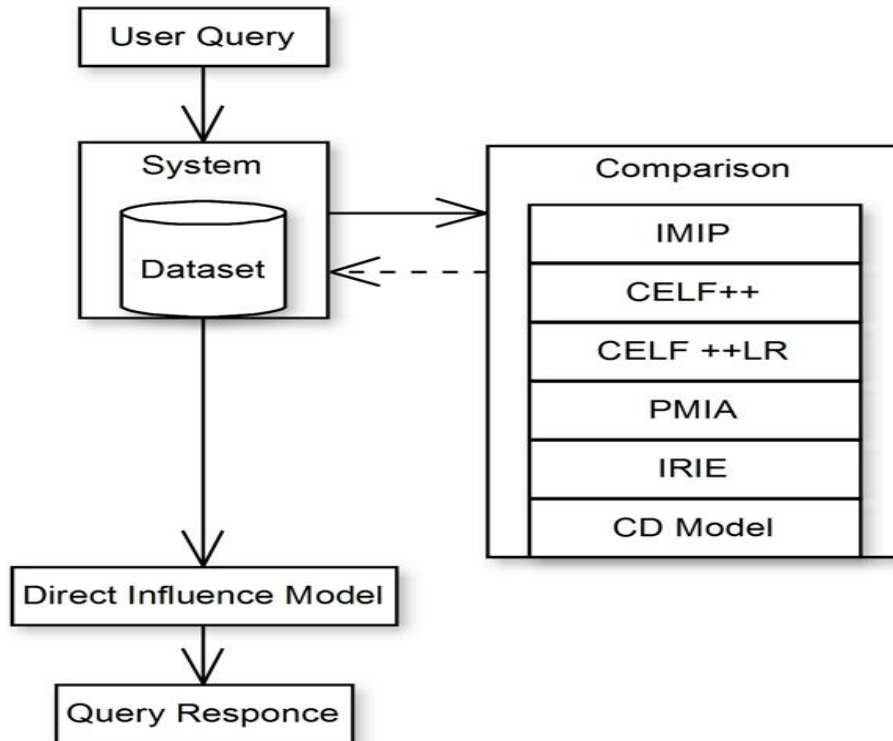 User Query
System
Dataset
Comparison
IMIP
CELF++
CELF ++LR
PMIA
IRIE
CD Model
Direct Influence Model
Query Responce